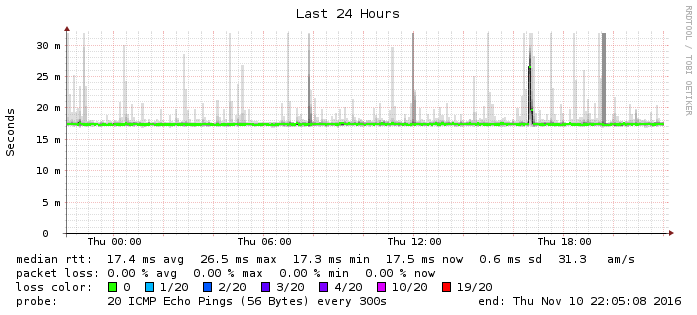 Last 24 Hours
RRDTOOL / TOBI OETIKER
Seconds
30 m
25 m
20 m
15 m
10 m
5 m
0
Thu 00:00 Thu 06:00 Thu 12:00 Thu 18:00
median rtt: 17.4 ms avg 26.5 ms max 17.3 ms min 17.5 ms now 0.6 ms sd 31.3 am/s
packet loss: 0.00 % avg 0.00 % max 0.00 % min 0.00 % now
loss color: 0 1/20 2/20 3/20 4/20 10/20 19/20
probe: 20 ICMP Echo Pings (56 Bytes) every 300s end: Thu Nov 10 22:05:08 2016